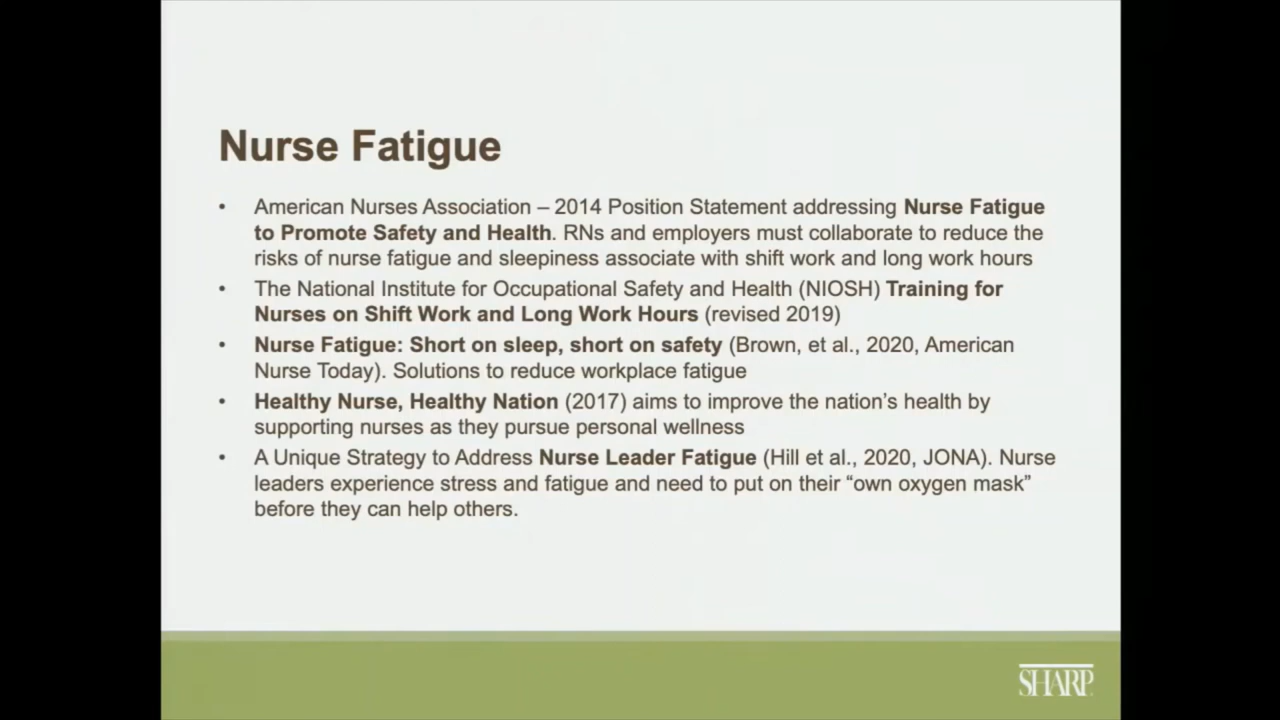 Nurse Fatigue
• American Nurses Association – 2014 Position Statement addressing Nurse Fatigue
to Promote Safety and Health. RNs and employers must collaborate to reduce the
risks of nurse fatigue and sleepiness associate with shift work and long work hours
• The National Institute for Occupational Safety and Health (NIOSH) Training for
Nurses on Shift Work and Long Work Hours (revised 2019)
• Nurse Fatigue: Short on sleep, short on safety (Brown, et al., 2020, American
Nurse Today). Solutions to reduce workplace fatigue
• Healthy Nurse, Healthy Nation (2017) aims to improve the nation’s health by
supporting nurses as they pursue personal wellness
• A Unique Strategy to Address Nurse Leader Fatigue (Hill et al., 2020, JONA). Nurse
leaders experience stress and fatigue and need to put on their “own oxygen mask”
before they can help others.
SHARP